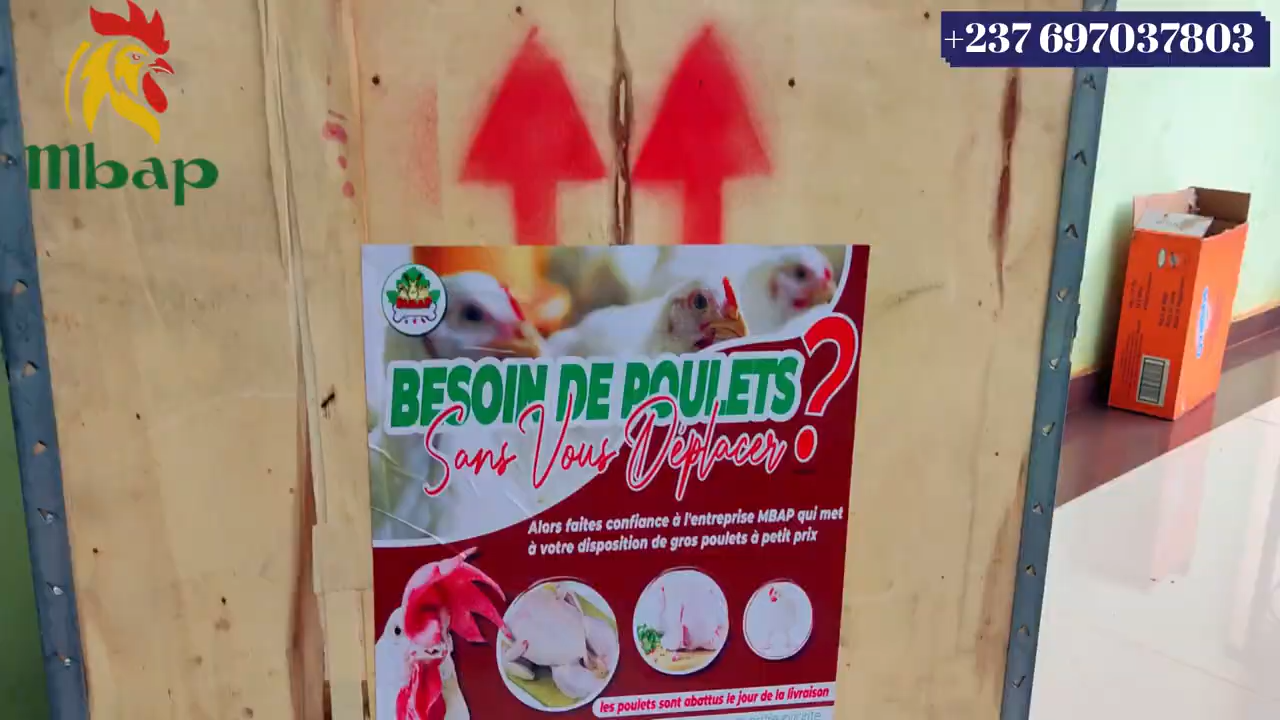 Mbap
+237 697037803
MBAP
BESOIN DE POULETS
Sans Vous Déplacer ?
Alors faites confiance à l'entreprise MBAP qui met
à votre disposition de gros poulets à petit prix
les poulets sont abattus le jour de la livraison